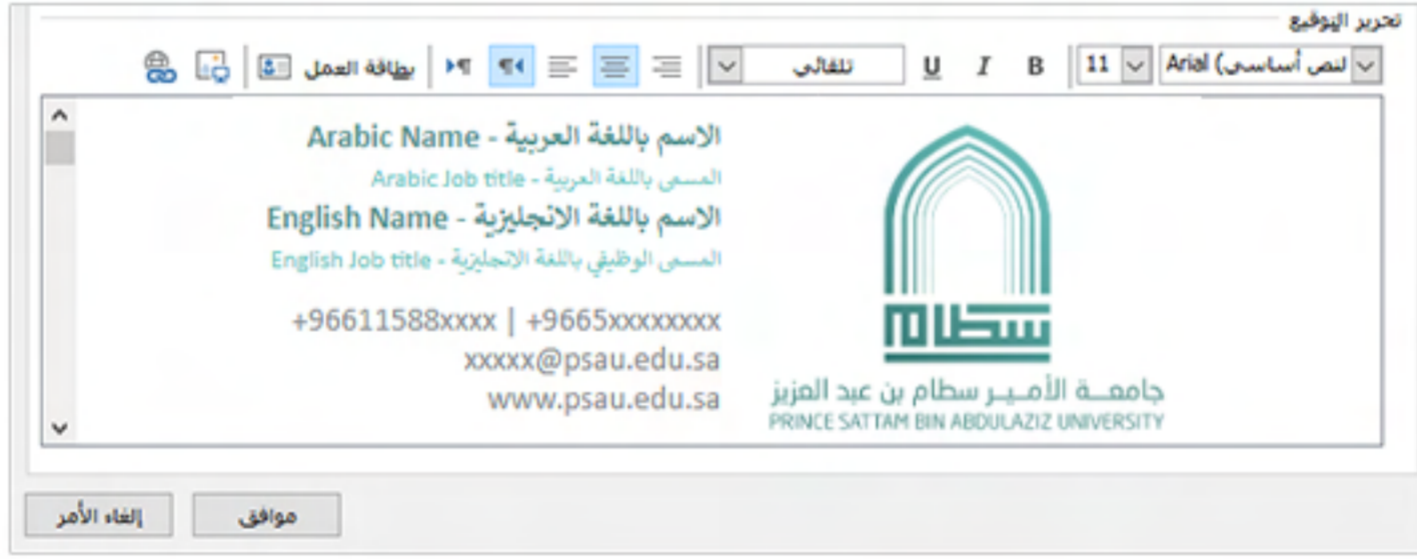 تحرير التوقيع
Arial (لنص أساسي 11 B I U تلقائي بطاقة العمل
الاسم باللغة العربية - Arabic Name
المسمى باللغة العربية - Arabic Job title
الاسم باللغة الانجليزية - English Name
المسمى الوظيفي باللغة الانجليزية - English Job title
+96611588xxxx | +9665xxxxxxxx
xxxxx@psau.edu.sa
www.psau.edu.sa
سطام
جامعـــة الأمـيــر سطام بن عبد العزيز
PRINCE SATTAM BIN ABDULAZIZ UNIVERSITY
موافق
إلغاء الأمر